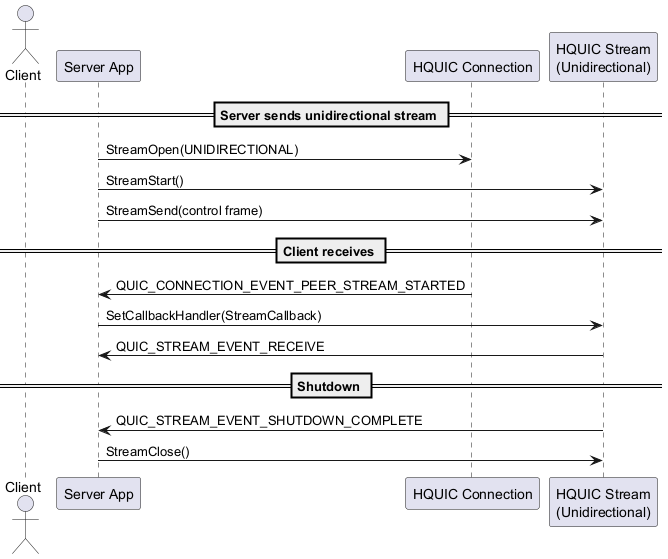 Client
Server App
HQUIC Connection
HQUIC Stream
(Unidirectional)
Server sends unidirectional stream
StreamOpen(UNIDIRECTIONAL)
StreamStart()
StreamSend(control frame)
Client receives
QUIC_CONNECTION_EVENT_PEER_STREAM_STARTED
SetCallbackHandler(StreamCallback)
QUIC_STREAM_EVENT_RECEIVE
Shutdown
QUIC_STREAM_EVENT_SHUTDOWN_COMPLETE
StreamClose()
Client
Server App
HQUIC Connection
HQUIC Stream
(Unidirectional)